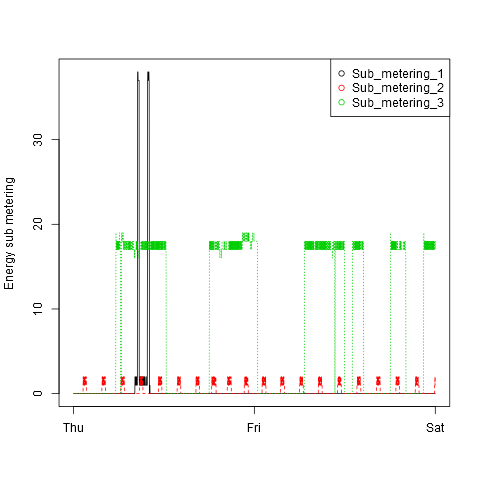 Sub_metering_1
Sub_metering_2
Sub_metering_3
Energy sub metering
30
20
10
0
Thu Fri Sat